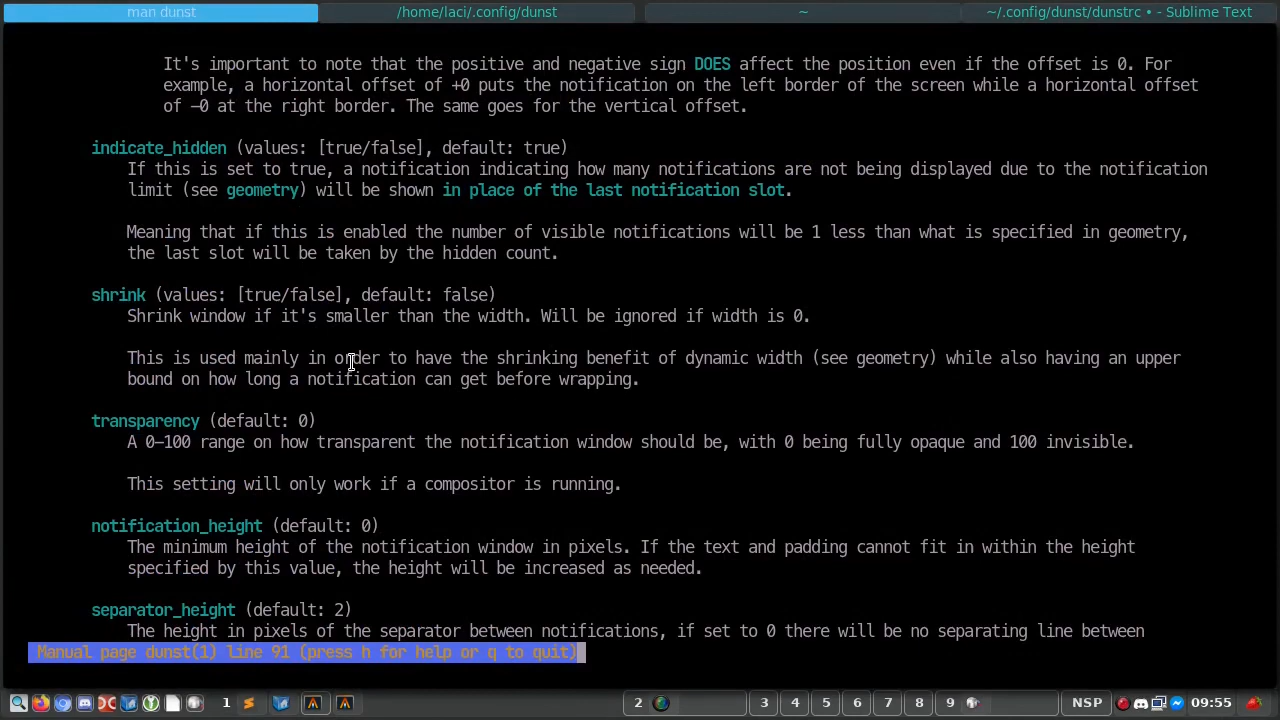 man dunst
/home/laci/.config/dunst
~
~/.config/dunst/dunstrc • - Sublime Text
It's important to note that the positive and negative sign DOES affect the position even if the offset is 0. For
example, a horizontal offset of +0 puts the notification on the left border of the screen while a horizontal offset
of −0 at the right border. The same goes for the vertical offset.
indicate_hidden (values: [true/false], default: true)
If this is set to true, a notification indicating how many notifications are not being displayed due to the notification
limit (see geometry) will be shown in place of the last notification slot.
Meaning that if this is enabled the number of visible notifications will be 1 less than what is specified in geometry,
the last slot will be taken by the hidden count.
shrink (values: [true/false], default: false)
Shrink window if it's smaller than the width. Will be ignored if width is 0.
This is used mainly in order to have the shrinking benefit of dynamic width (see geometry) while also having an upper
bound on how long a notification can get before wrapping.
transparency (default: 0)
A 0−100 range on how transparent the notification window should be, with 0 being fully opaque and 100 invisible.
This setting will only work if a compositor is running.
notification_height (default: 0)
The minimum height of the notification window in pixels. If the text and padding cannot fit in within the height
specified by this value, the height will be increased as needed.
separator_height (default: 2)
The height in pixels of the separator between notifications, if set to 0 there will be no separating line between
Manual page dunst(1) line 91 (press h for help or q to quit)
1 2 3 4 5 6 7 8 9 NSP 09:55